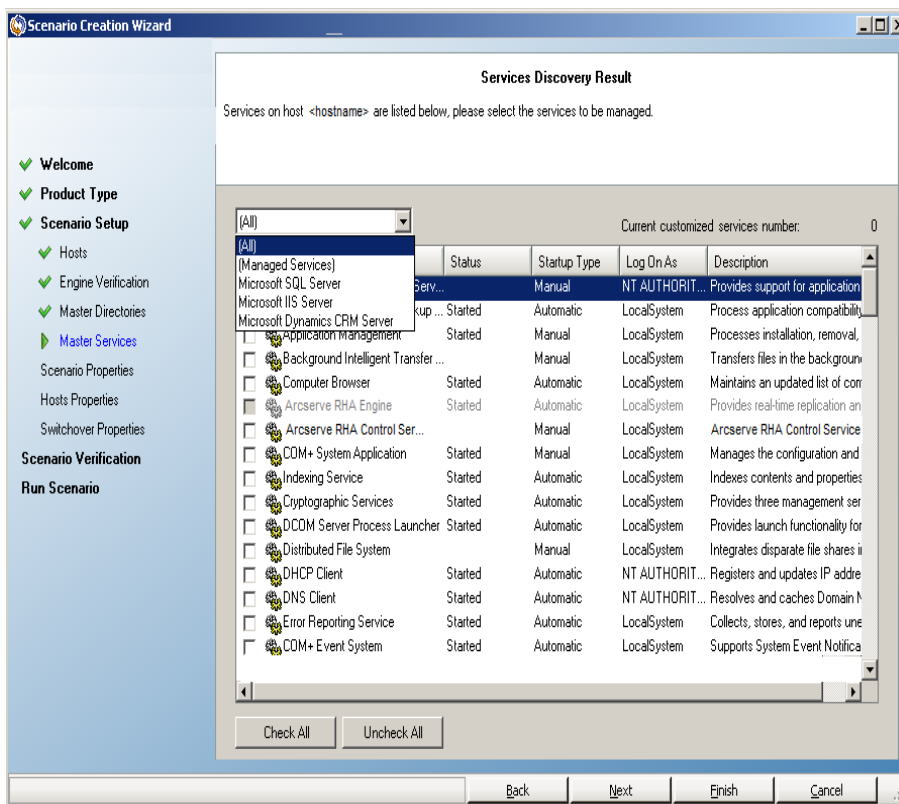 Scenario Creation Wizard
Services Discovery Result
Services on host <hostname> are listed below, please select the services to be managed.
Welcome
Product Type
Scenario Setup
Hosts
Engine Verification
Master Directories
Master Services
Scenario Properties
Hosts Properties
Switchover Properties
Scenario Verification
Run Scenario
(All)
Current customized services number: 0
(All)
(Managed Services)
Microsoft SQL Server
Microsoft IIS Server
Microsoft Dynamics CRM Server
Status Startup Type Log On As Description
Serv... Manual NT AUTHORIT... Provides support for application
kup ... Started Automatic LocalSystem Process application compatibility
Application Management Started Manual LocalSystem Processes installation, removal,
Background Intelligent Transfer ... Manual LocalSystem Transfers files in the backgroun
Computer Browser Started Automatic LocalSystem Maintains an updated list of com
Arcserve RHA Engine Started Automatic LocalSystem Provides real-time replication an
Arcserve RHA Control Ser... Manual LocalSystem Arcserve RHA Control Service
COM+ System Application Started Manual LocalSystem Manages the configuration and
Indexing Service Started Automatic LocalSystem Indexes contents and properties
Cryptographic Services Started Automatic LocalSystem Provides three management ser
DCOM Server Process Launcher Started Automatic LocalSystem Provides launch functionality for
Distributed File System Manual LocalSystem Integrates disparate file shares i
DHCP Client Started Automatic NT AUTHORIT... Registers and updates IP addre
DNS Client Started Automatic NT AUTHORIT... Resolves and caches Domain N
Error Reporting Service Started Automatic LocalSystem Collects, stores, and reports une
COM+ Event System Started Automatic LocalSystem Supports System Event Notifica
Check All Uncheck All
Back Next Finish Cancel